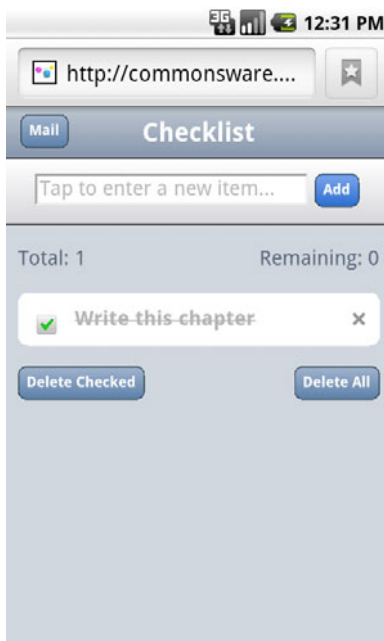 3G 12:31 PM
http://commonsware....
Mail Checklist
Tap to enter a new item... Add
Total: 1 Remaining: 0
Write this chapter ×
Delete Checked Delete All